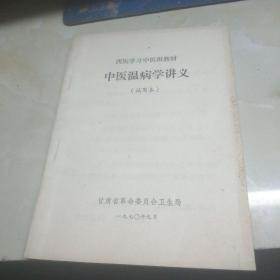 西医学习中医班教材
中医温病学讲义
（试用本）
甘肃省革命委员会卫生局
一九七〇年九月